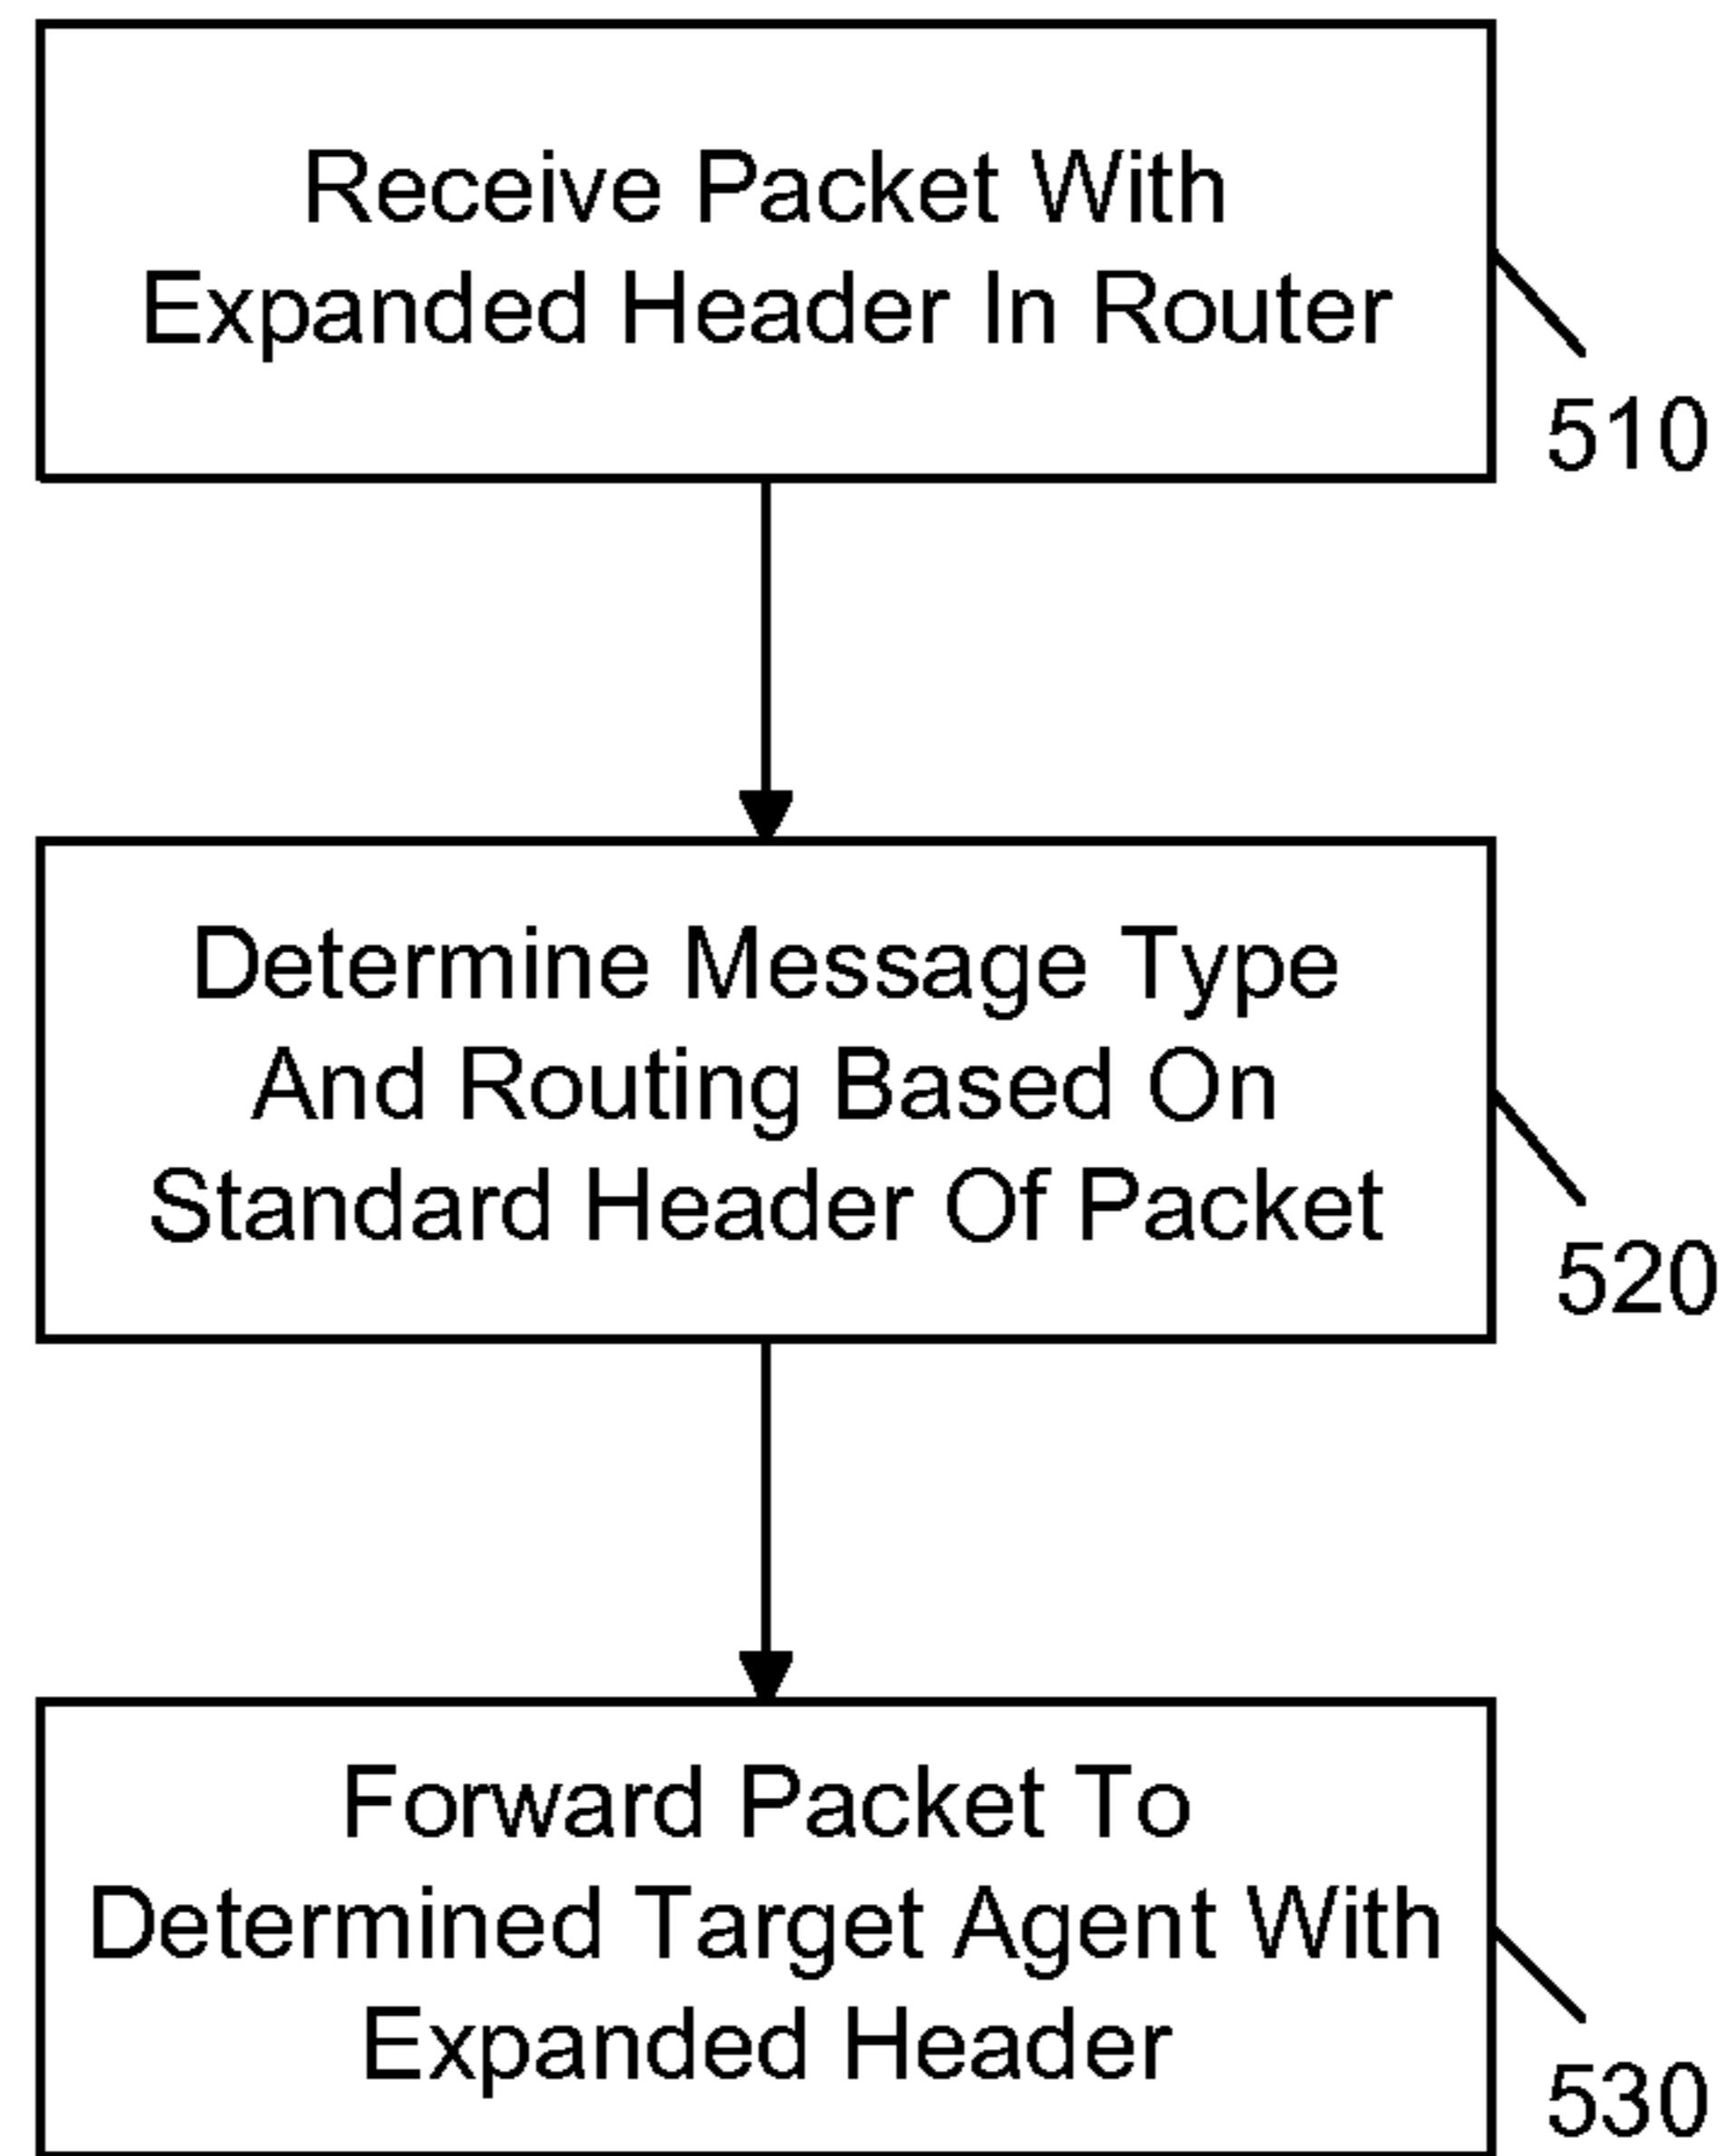 Receive Packet With
Expanded Header In Router
510
Determine Message Type
And Routing Based On
Standard Header Of Packet
520
Forward Packet To
Determined Target Agent With
Expanded Header
530